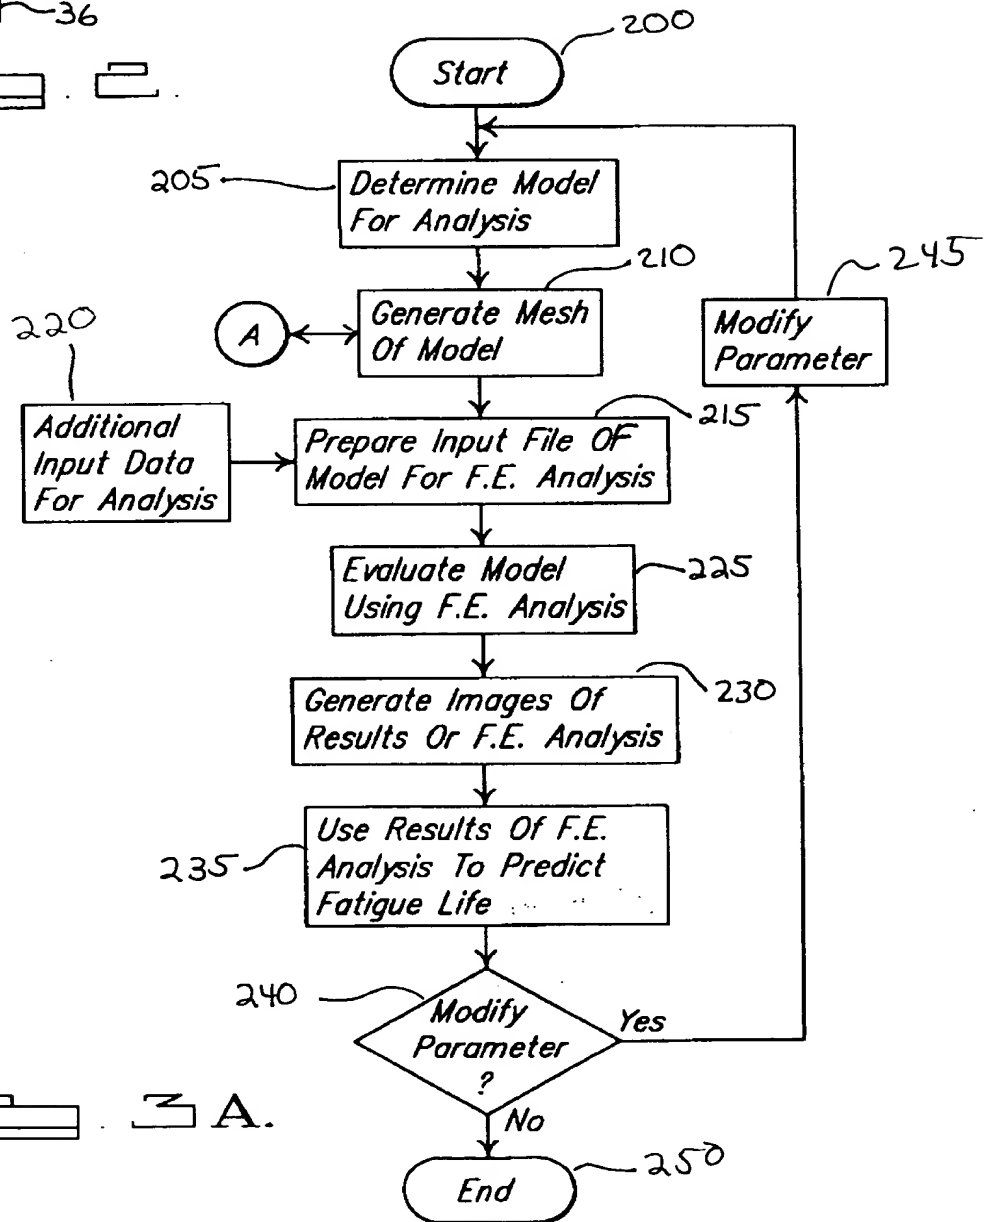 36
2.
200
Start
205
Determine Model
For Analysis
210
Generate Mesh
Of Model
A
245
Modify
Parameter
220
Additional
Input Data
For Analysis
215
Prepare Input File OF
Model For F.E. Analysis
225
Evaluate Model
Using F.E. Analysis
230
Generate Images Of
Results Or F.E. Analysis
235
Use Results Of F.E.
Analysis To Predict
Fatigue Life
240
Modify
Parameter
?
Yes
No
3A.
250
End